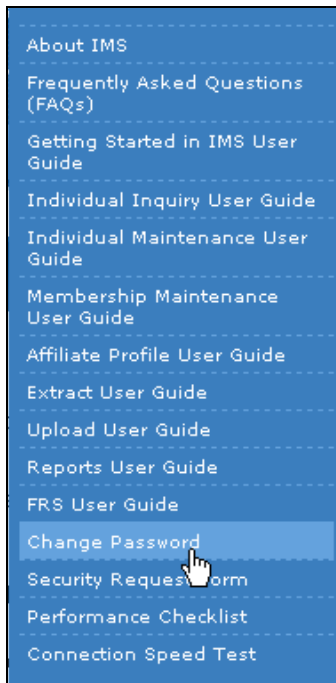 About IMS
Frequently Asked Questions
(FAQs)
Getting Started in IMS User
Guide
Individual Inquiry User Guide
Individual Maintenance User
Guide
Membership Maintenance
User Guide
Affiliate Profile User Guide
Extract User Guide
Upload User Guide
Reports User Guide
FRS User Guide
Change Password
Security Request Form
Performance Checklist
Connection Speed Test